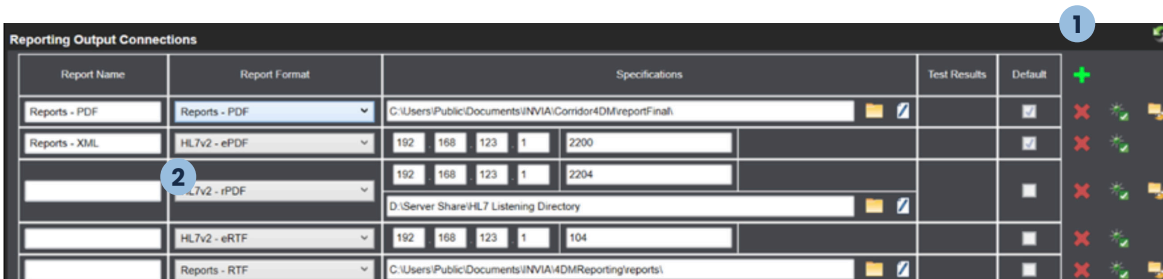 1
Reporting Output Connections
Report Name Report Format Specifications Test Results Default
Reports - PDF Reports - PDF C:\Users\Public\Documents\INVIA\Corridor4DM\reportFinal\
Reports - XML HL7v2 - ePDF 192 . 168 . 123 . 1 2200
192 . 168 . 123 . 1 2204
2 HL7v2 - rPDF
D:\Server Share\HL7 Listening Directory
HL7v2 - eRTF 192 . 168 . 123 . 1 104
Reports - RTF C:\Users\Public\Documents\INVIA\4DMReporting\reports\